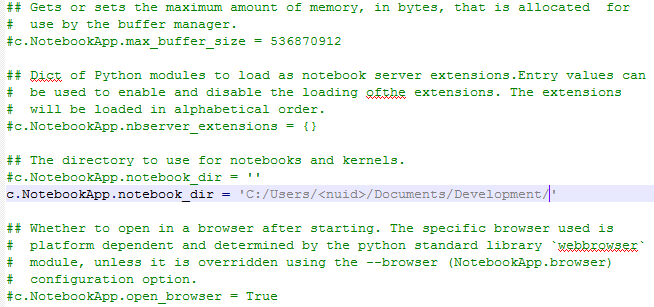 ## Gets or sets the maximum amount of memory, in bytes, that is allocated  for
#  use by the buffer manager.
#c.NotebookApp.max_buffer_size = 536870912
## Dict of Python modules to load as notebook server extensions.Entry values can
#  be used to enable and disable the loading ofthe extensions. The extensions
#  will be loaded in alphabetical order.
#c.NotebookApp.nbserver_extensions = {}
## The directory to use for notebooks and kernels.
#c.NotebookApp.notebook_dir = ''
c.NotebookApp.notebook_dir = 'C:/Users/<nuid>/Documents/Development/'
## Whether to open in a browser after starting. The specific browser used is
#  platform dependent and determined by the python standard library `webbrowser`
#  module, unless it is overridden using the --browser (NotebookApp.browser)
#  configuration option.
#c.NotebookApp.open_browser = True